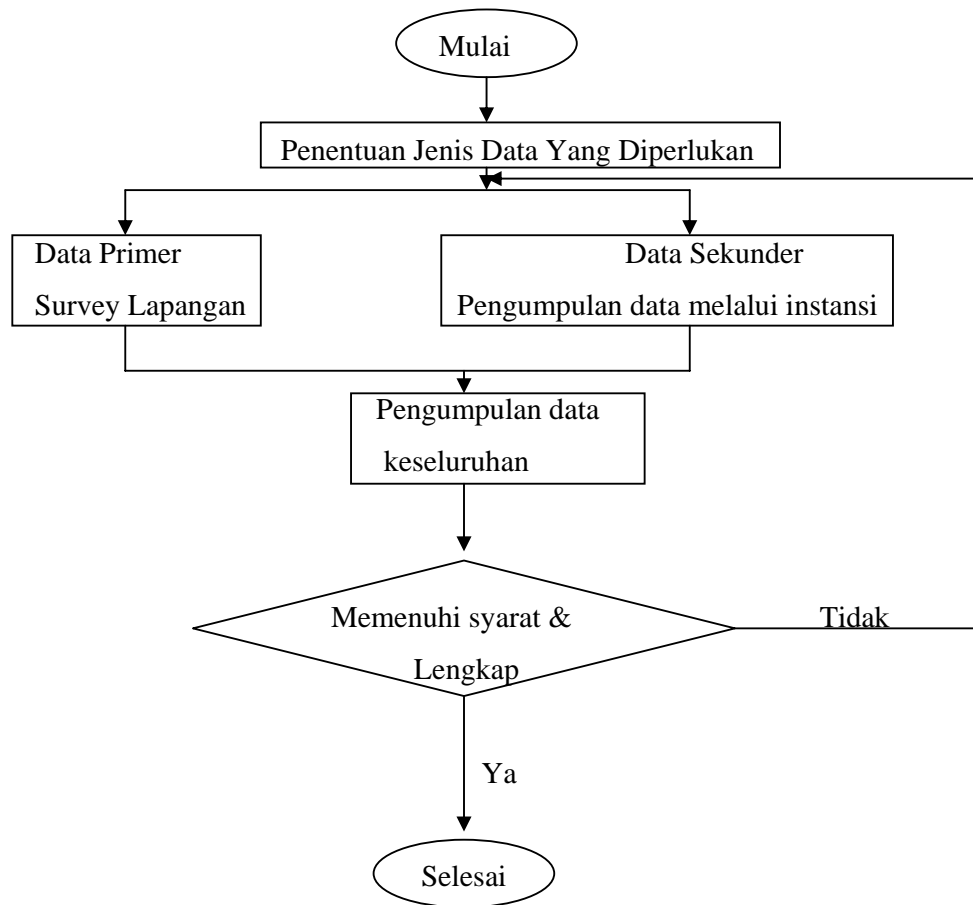 Mulai
Penentuan Jenis Data Yang Diperlukan
Data Primer
Survey Lapangan
Data Sekunder
Pengumpulan data melalui instansi
Pengumpulan data
keseluruhan
Memenuhi syarat &
Lengkap
Tidak
Ya
Selesai